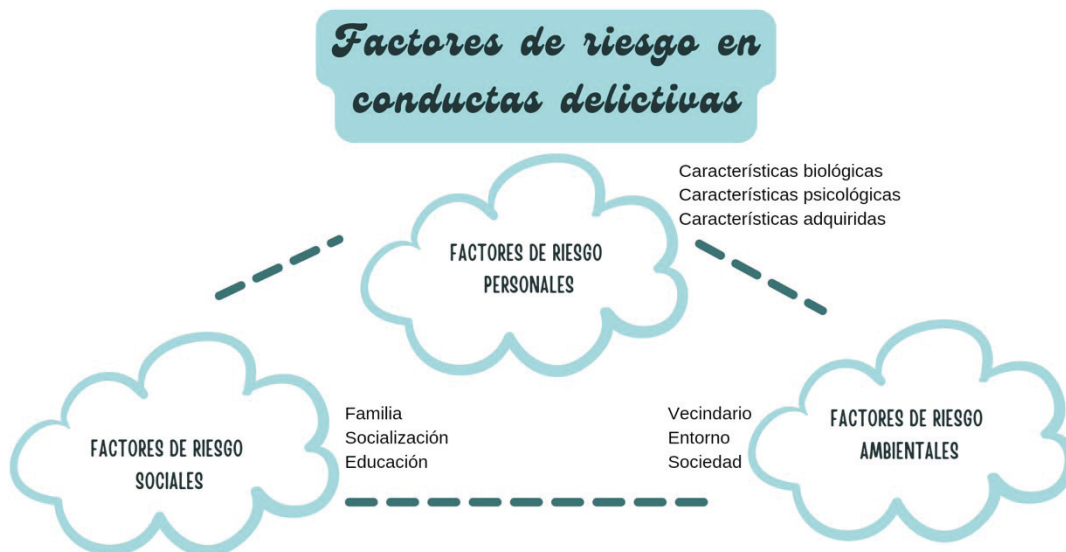 Factores de riesgo en
conductas delictivas
Características biológicas
Características psicológicas
Características adquiridas
FACTORES DE RIESGO
PERSONALES
FACTORES DE RIESGO
SOCIALES
Familia
Socialización
Educación
Vecindario
Entorno
Sociedad
FACTORES DE RIESGO
AMBIENTALES